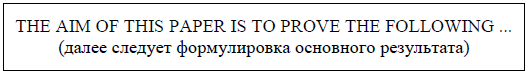 THE AIM OF THIS PAPER IS TO PROVE THE FOLLOWING ...
(далее следует формулировка основного результата)